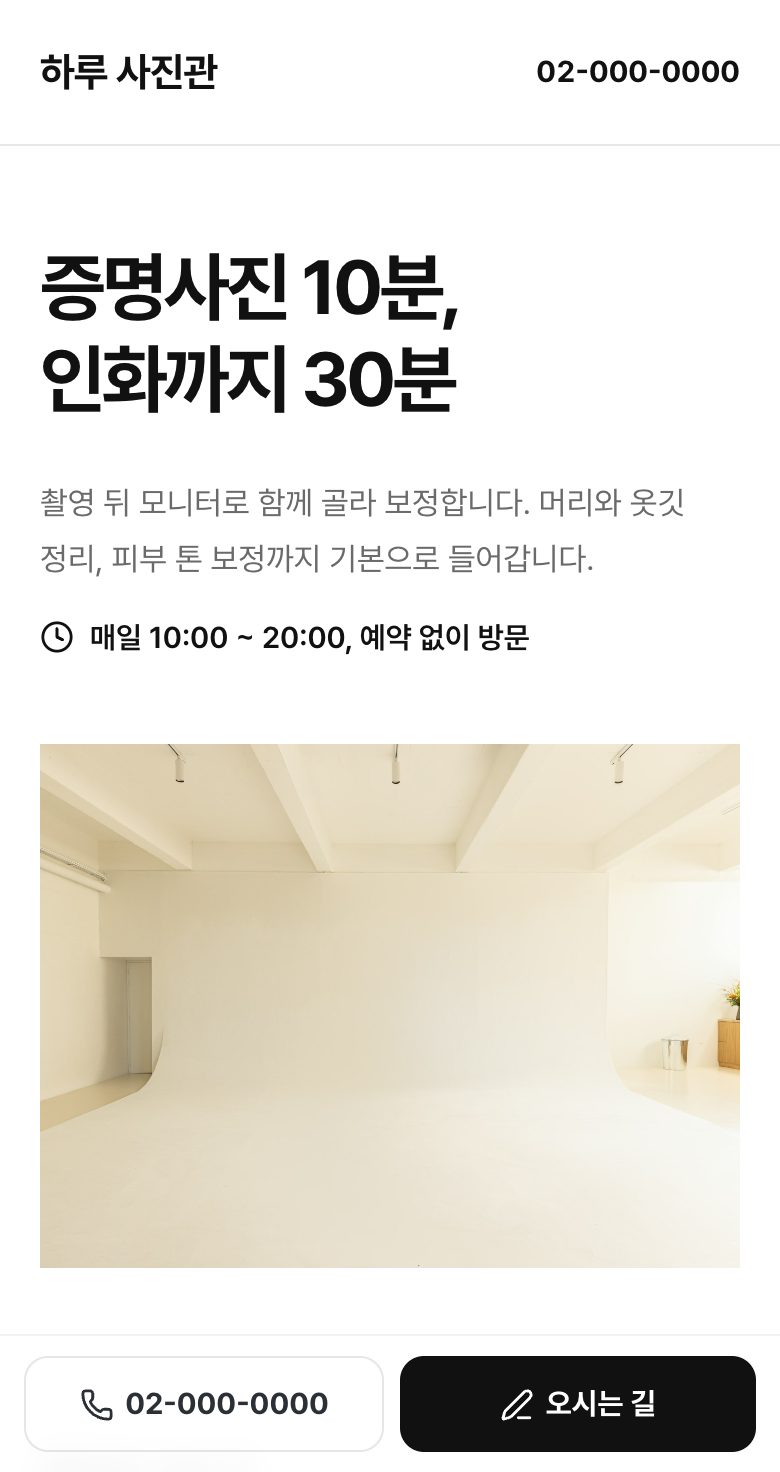 하루 사진관
02-000-0000
증명사진 10분,
인화까지 30분
촬영 뒤 모니터로 함께 골라 보정합니다. 머리와 옷깃
정리, 피부 톤 보정까지 기본으로 들어갑니다.
매일 10:00 ~ 20:00, 예약 없이 방문
02-000-0000
오시는 길